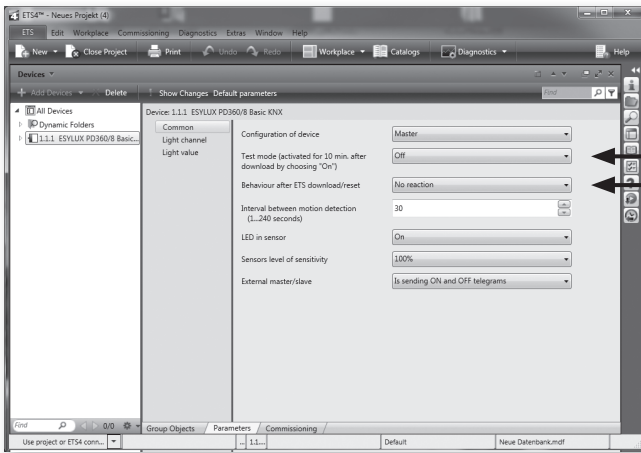 ETS4™ - Neues Projekt (4)
ETS Edit Workplace Commissioning Diagnostics Extras Window Help
New Close Project Print Undo Redo Workplace Catalogs Diagnostics Help
Devices
Add Devices Delete Show Changes Default parameters Find
All Devices
Dynamic Folders
1.1.1 ESYLUX PD360/8 Basic...
Device: 1.1.1 ESYLUX PD360/8 Basic KNX
Common
Light channel
Light value
Configuration of device Master
Test mode (activated for 10 min. after
download by choosing "On") Off
Behaviour after ETS download/reset No reaction
Interval between motion detection
(1...240 seconds) 30
LED in sensor On
Sensors level of sensitivity 100%
External master/slave Is sending ON and OFF telegrams
Find 0/0
Group Objects Parameters Commissioning
Use project or ETS4 conn... ... 1.1.... Default Neue Datenbank.mdf